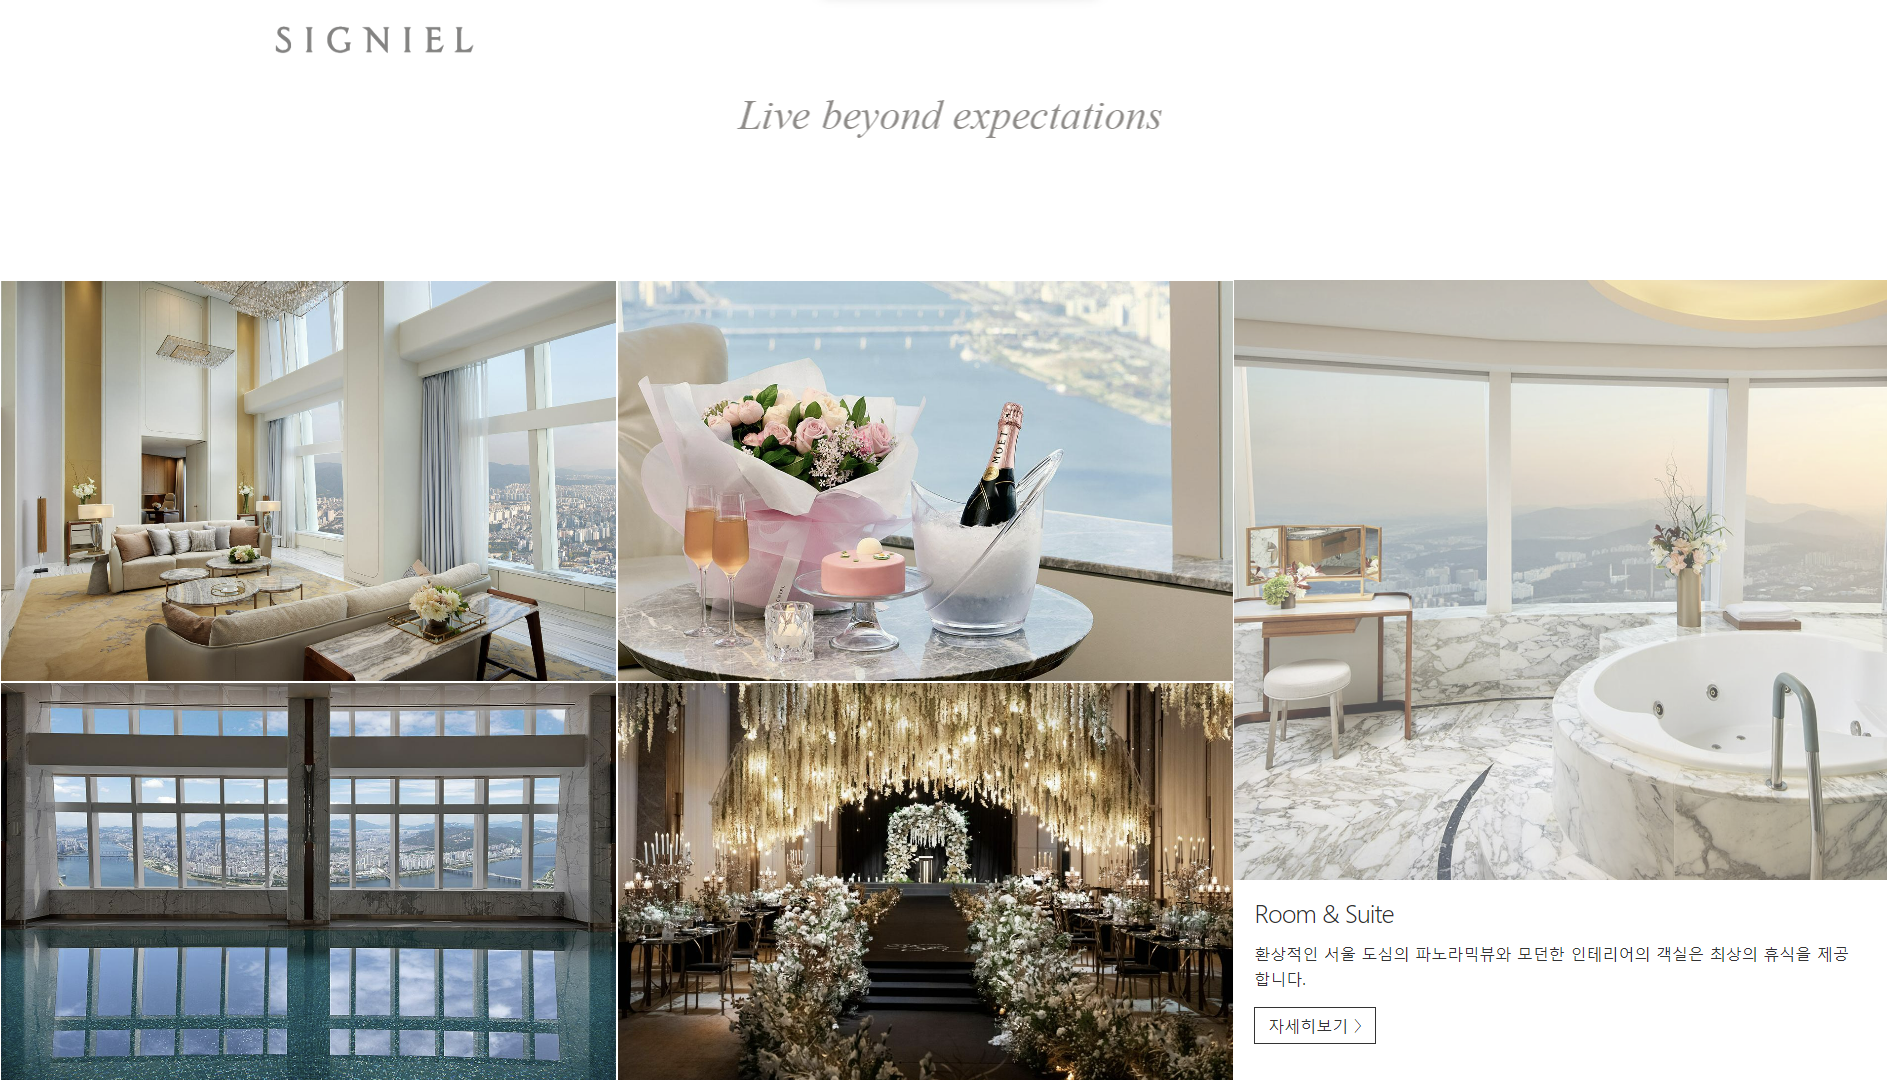 SIGNIEL
Live beyond expectations
MOËT
Room & Suite
환상적인 서울 도심의 파노라믹뷰와 모던한 인테리어의 객실은 최상의 휴식을 제공
합니다.
자세히보기 >